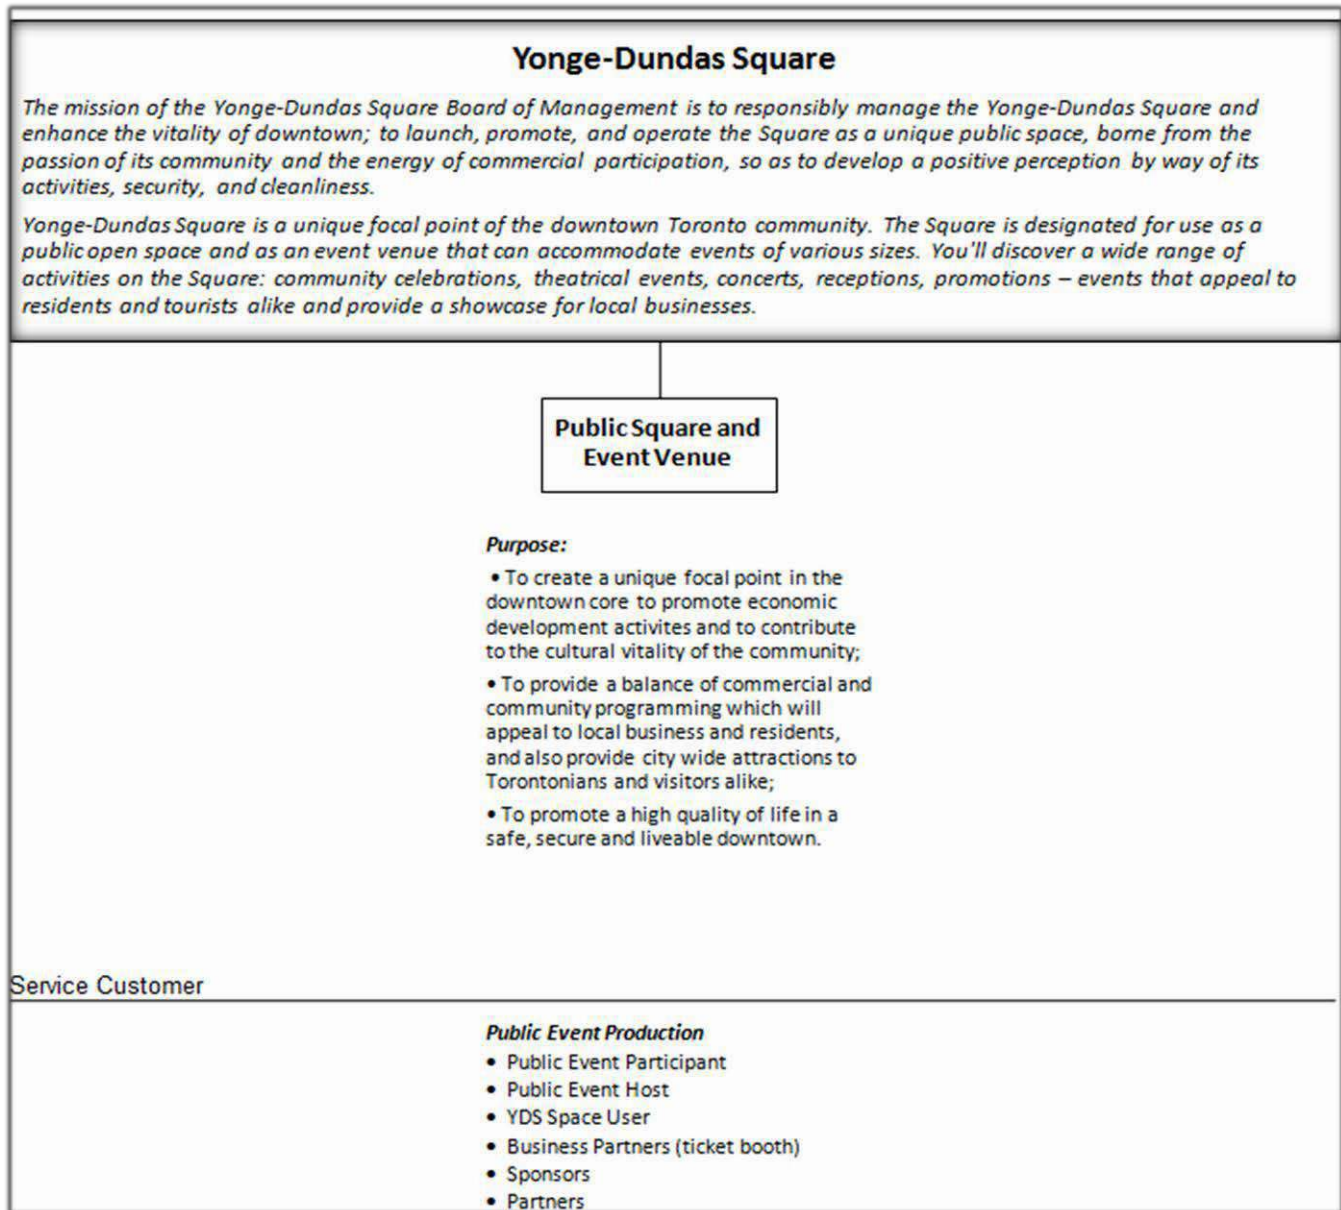 Yonge-Dundas Square
The mission of the Yonge-Dundas Square Board of Management is to responsibly manage the Yonge-Dundas Square and
enhance the vitality of downtown; to launch, promote, and operate the Square as a unique public space, borne from the
passion of its community and the energy of commercial participation, so as to develop a positive perception by way of its
activities, security, and cleanliness.
Yonge-Dundas Square is a unique focal point of the downtown Toronto community. The Square is designated for use as a
public open space and as an event venue that can accommodate events of various sizes. You'll discover a wide range of
activities on the Square: community celebrations, theatrical events, concerts, receptions, promotions – events that appeal to
residents and tourists alike and provide a showcase for local businesses.
Public Square and
Event Venue
Purpose:
• To create a unique focal point in the
downtown core to promote economic
development activites and to contribute
to the cultural vitality of the community;
• To provide a balance of commercial and
community programming which will
appeal to local business and residents,
and also provide city wide attractions to
Torontonians and visitors alike;
• To promote a high quality of life in a
safe, secure and liveable downtown.
Service Customer
Public Event Production
• Public Event Participant
• Public Event Host
• YDS Space User
• Business Partners (ticket booth)
• Sponsors
• Partners